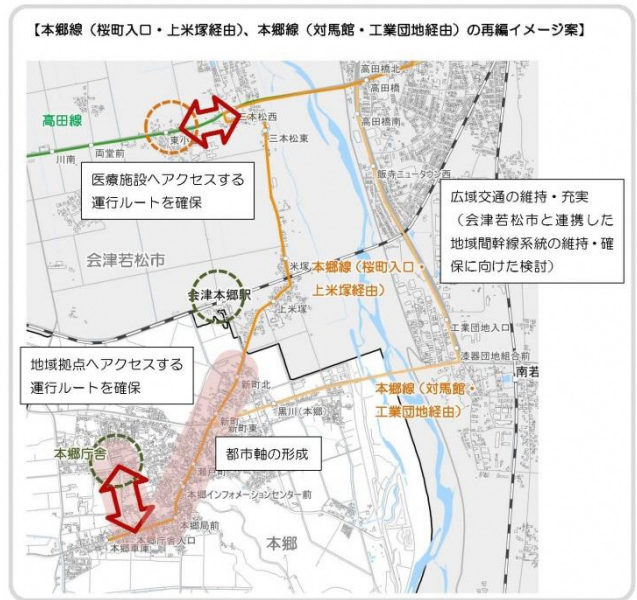 【本郷線（桜町入口・上米塚経由）、本郷線（対馬館・工業団地経由）の再編イメージ案】
高田橋北
高田橋
高田橋南
高田線
三本松西
三本松東
東小
川南
両堂前
飯寺ニュータウン西
医療施設へアクセスする
運行ルートを確保
広域交通の維持・充実
（会津若松市と連携した
地域間幹線系統の維持・確
保に向けた検討）
会津若松市
米塚
本郷線（桜町入口・
上米塚経由）
会津本郷駅
上米塚
工業団地入口
漆器団地組合前
南若
地域拠点へアクセスする
運行ルートを確保
新町北
本郷線（対馬館・
工業団地経由）
新町
新町東
黒川（本郷）
本郷庁舎
都市軸の形成
瀬戸町
本郷インフォメーションセンター前
本郷局前
本郷庁舎入口
本郷車庫
本郷